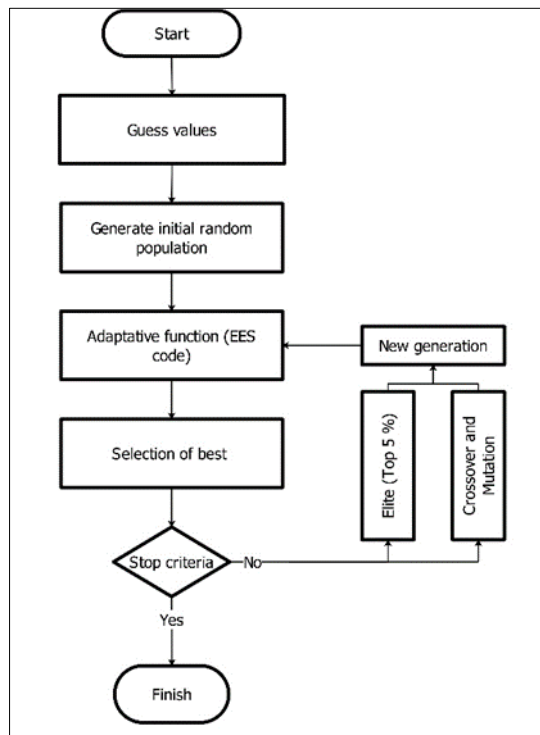 Start
Guess values
Generate initial random
population
Adaptative function (EES
code)
New generation
Selection of best
Elite (Top 5 %)
Crossover and
Mutation
Stop criteria
No
Yes
Finish